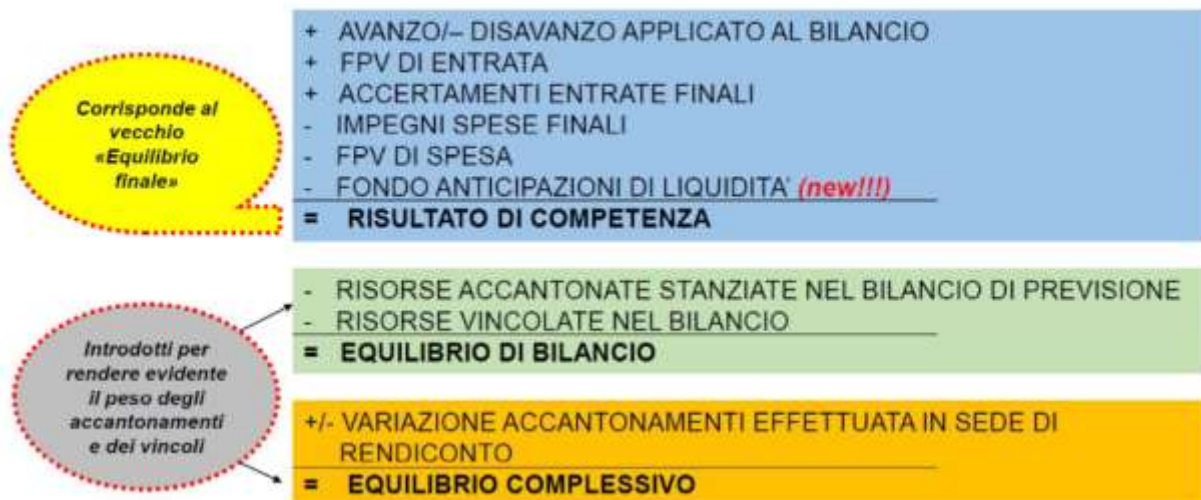 Corrisponde al
vecchio
«Equilibrio
finale»
+ AVANZO/– DISAVANZO APPLICATO AL BILANCIO
+ FPV DI ENTRATA
+ ACCERTAMENTI ENTRATE FINALI
- IMPEGNI SPESE FINALI
- FPV DI SPESA
- FONDO ANTICIPAZIONI DI LIQUIDITA' (new!!!)
= RISULTATO DI COMPETENZA
Introdotti per
rendere evidente
il peso degli
accantonamenti
e dei vincoli
- RISORSE ACCANTONATE STANZIATE NEL BILANCIO DI PREVISIONE
- RISORSE VINCOLATE NEL BILANCIO
= EQUILIBRIO DI BILANCIO
+/- VARIAZIONE ACCANTONAMENTI EFFETTUATA IN SEDE DI
RENDICONTO
= EQUILIBRIO COMPLESSIVO